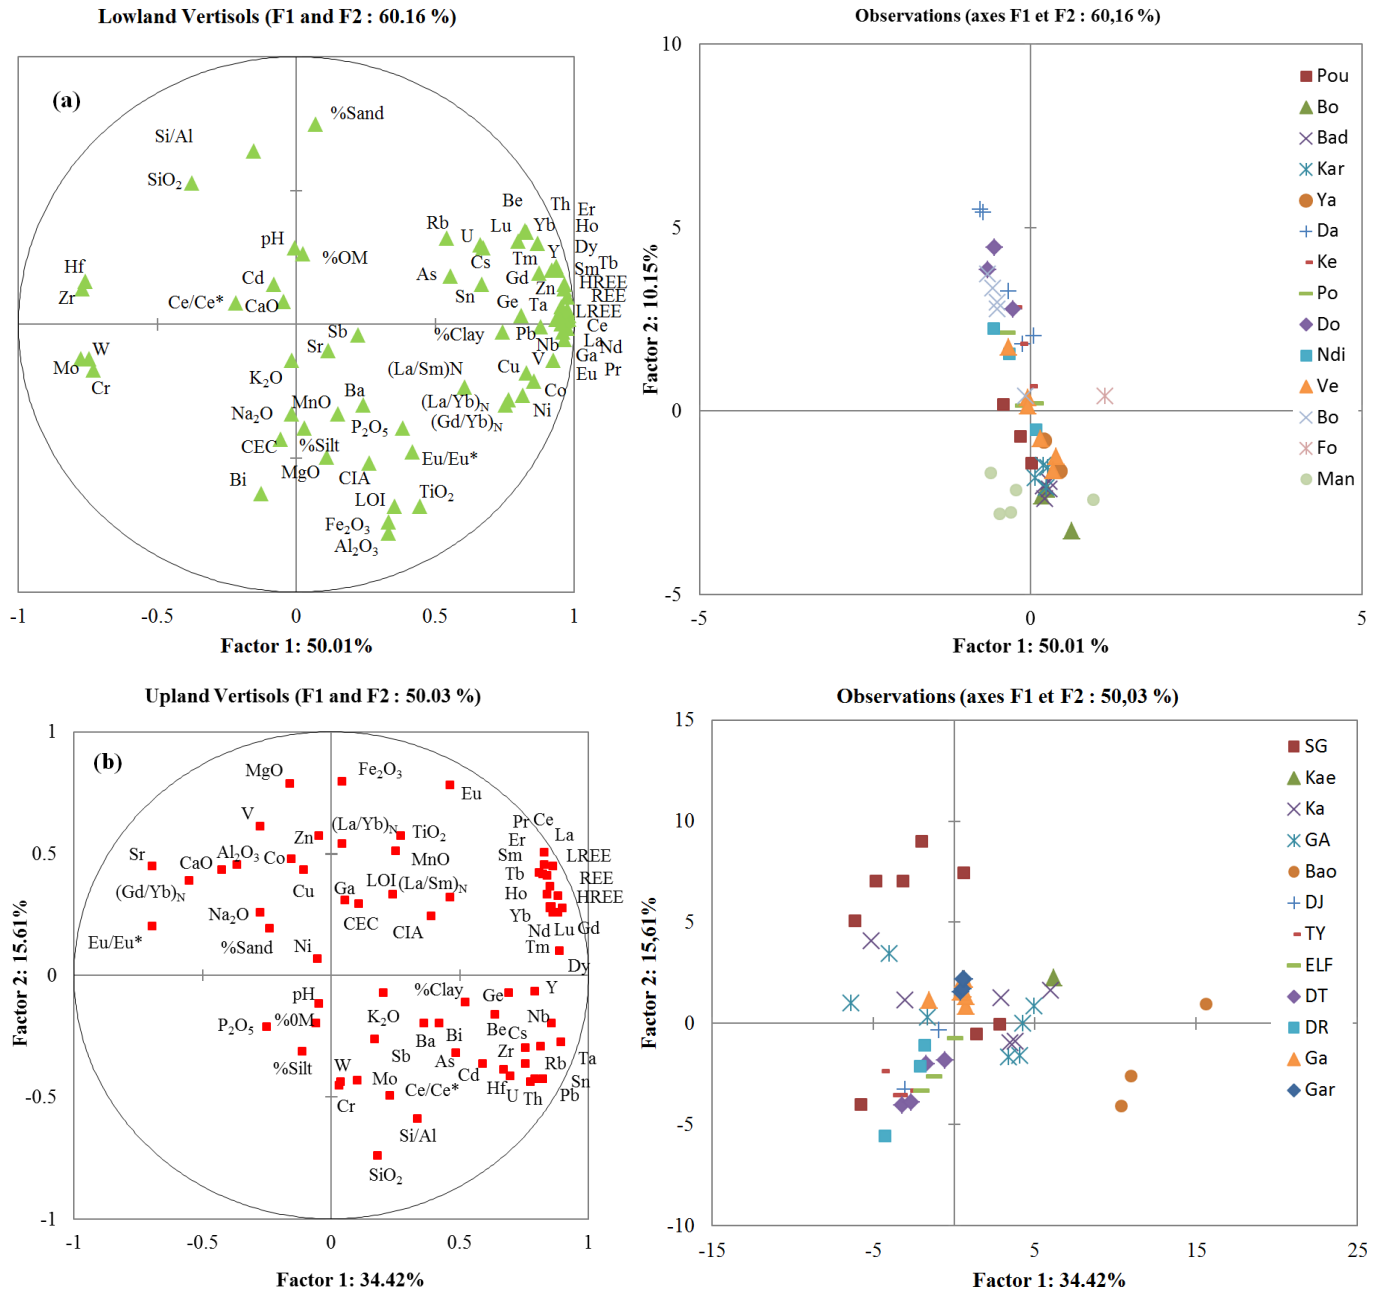 Lowland Vertisols (F1 and F2 : 60.16 %)
(a)
%Sand
Si/Al
SiO₂
Be
Th
Er
Rb
U
Lu
Yb
Ho
pH
%OM
Cs
Tm
Y
Dy
Hf
Cd
As
Gd
Sm
Tb
Zr
Ce/Ce*
CaO
Sn
Zn
HREE
Ge
Ta
REE
LREE
Sb
%Clay
Pb
Ce
Nb
La
Nd
Mo
W
Cr
Sr
K₂O
(La/Sm)N
Cu
V
Ga
Pr
Eu
Ba
MnO
Na₂O
(La/Yb)N
Co
P₂O₅
(Gd/Yb)N
Ni
CEC
%Silt
Eu/Eu*
Bi
MgO
CIA
LOI
TiO₂
Fe₂O₃
Al₂O₃
-1
-0.5
0
0.5
1
Factor 1: 50.01%
Observations (axes F1 et F2 : 60,16 %)
10
5
0
-5
Factor 2: 10.15%
-5
0
5
Factor 1: 50.01 %
Pou
Bo
Bad
Kar
Ya
Da
Ke
Po
Do
Ndi
Ve
Bo
Fo
Man
Upland Vertisols (F1 and F2 : 50.03 %)
(b)
1
0.5
0
-0.5
-1
Factor 2: 15.61%
MgO
Fe₂O₃
Eu
V
Zn
(La/Yb)N
TiO₂
Pr
Ce
La
Er
Sr
CaO
Al₂O₃
Co
MnO
Sm
LREE
(Gd/Yb)N
Cu
Ga
LOI
(La/Sm)N
Tb
REE
Na₂O
CEC
Ho
HREE
Eu/Eu*
%Sand
Ni
CIA
Yb
Nd
Lu
Gd
Tm
Dy
pH
%Clay
Ge
Y
P₂O₅
%0M
K₂O
Ba
Bi
Be
Cs
Nb
%Silt
W
Sb
As
Zr
Rb
Ta
Cr
Mo
Ce/Ce*
Cd
Hf
U
Th
Sn
Pb
Si/Al
SiO₂
-1
-0.5
0
0.5
1
Factor 1: 34.42%
Observations (axes F1 et F2 : 50,03 %)
15
10
5
0
-5
-10
Factor 2: 15,61%
-15
-5
5
15
25
Factor 1: 34.42%
SG
Kae
Ka
GA
Bao
DJ
TY
ELF
DT
DR
Ga
Gar